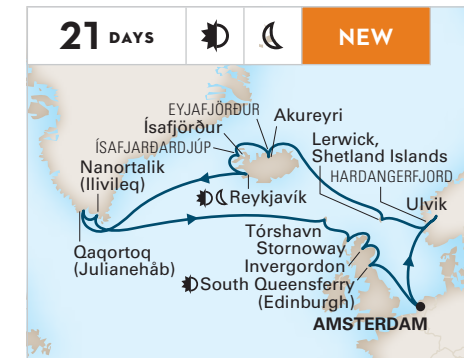 21 DAYS
NEW
EYJAFJÖRÐUR
Akureyri
Ísafjörður
ÍSAFJARÐARDJÚP
Lerwick,
Shetland Islands
HARDANGERFJORD
Nanortalik
(Ilivileq)
Ulvik
Reykjavík
Tórshavn
Stornoway
Qaqortoq
(Julianehåb)
Invergordon
South Queensferry
(Edinburgh)
AMSTERDAM